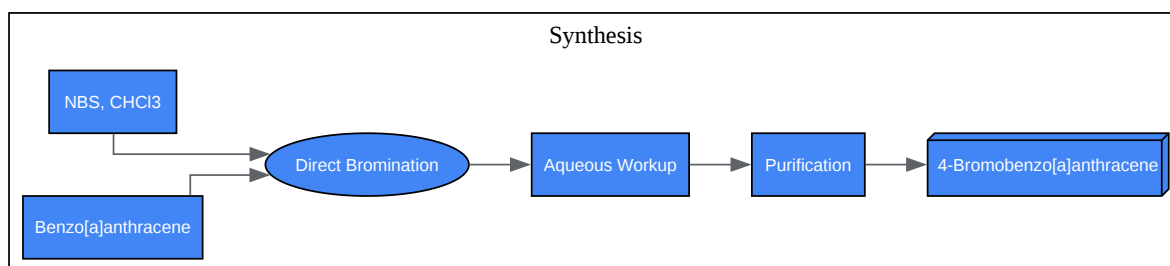 Synthesis
NBS, CHCl3
Direct Bromination
Aqueous Workup
Purification
4-Bromobenzo[a]anthracene
Benzo[a]anthracene